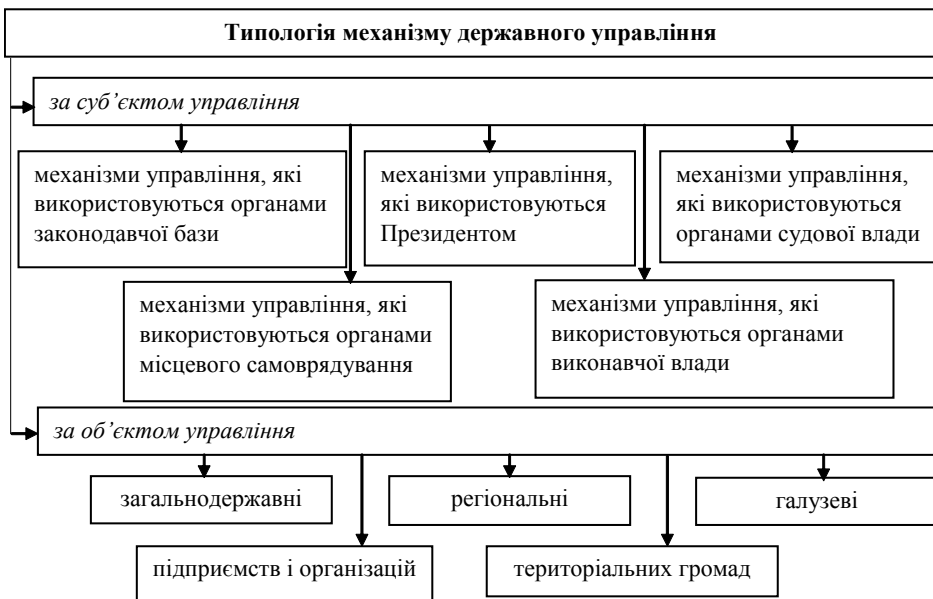 Типологія механізму державного управління
за суб’єктом управління
механізми управління, які
використовуються органами
законодавчої бази
механізми управління,
які використовуються
Президентом
механізми управління,
які використовуються
органами судової влади
механізми управління, які
використовуються органами
місцевого самоврядування
механізми управління, які
використовуються органами
виконавчої влади
за об’єктом управління
загальнодержавні
регіональні
галузеві
підприємств і організацій
територіальних громад